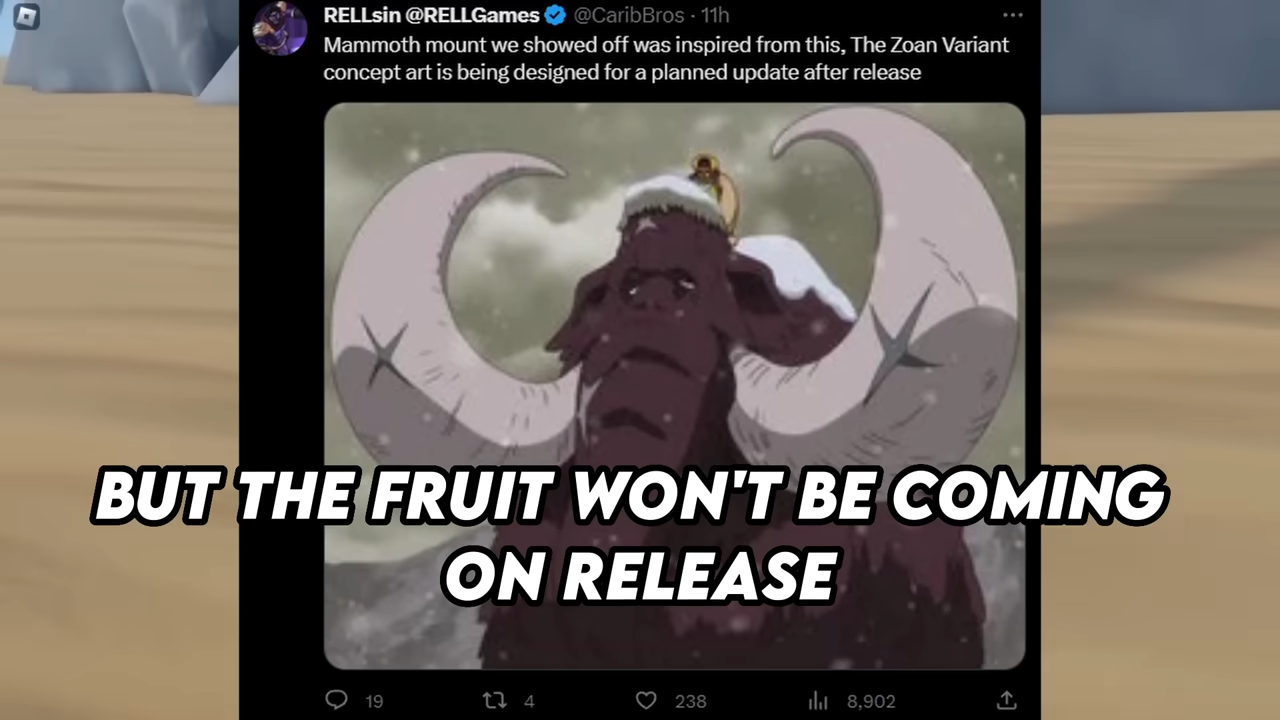 RELLsin @RELLGames @CaribBros · 11h
Mammoth mount we showed off was inspired from this, The Zoan Variant
concept art is being designed for a planned update after release
BUT THE FRUIT WON'T BE COMING
ON RELEASE
19 4 238 8,902